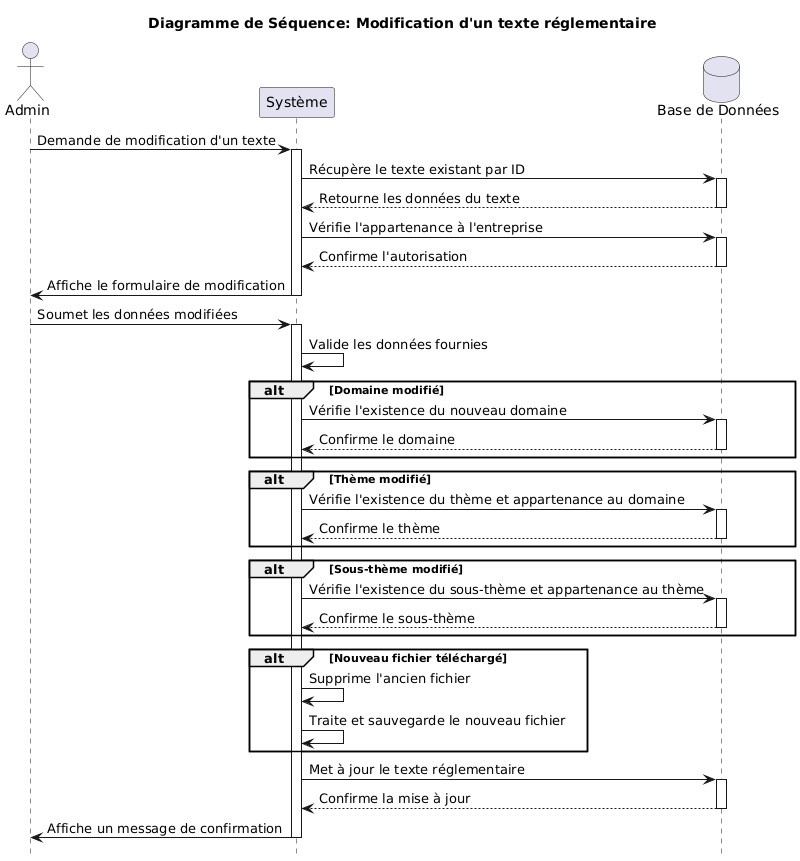 Diagramme de Séquence: Modification d'un texte réglementaire
Admin
Système
Base de Données
Demande de modification d'un texte
Récupère le texte existant par ID
Retourne les données du texte
Vérifie l'appartenance à l'entreprise
Confirme l'autorisation
Affiche le formulaire de modification
Soumet les données modifiées
Valide les données fournies
alt [Domaine modifié]
Vérifie l'existence du nouveau domaine
Confirme le domaine
alt [Thème modifié]
Vérifie l'existence du thème et appartenance au domaine
Confirme le thème
alt [Sous-thème modifié]
Vérifie l'existence du sous-thème et appartenance au thème
Confirme le sous-thème
alt [Nouveau fichier téléchargé]
Supprime l'ancien fichier
Traite et sauvegarde le nouveau fichier
Met à jour le texte réglementaire
Confirme la mise à jour
Affiche un message de confirmation